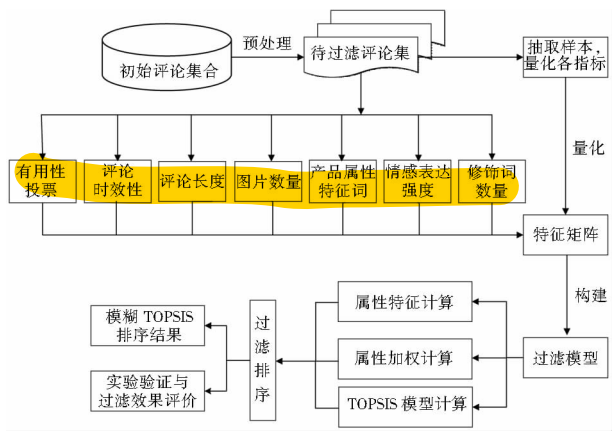 初始评论集合
预处理
待过滤评论集
抽取样本,
量化各指标
量化
有用性
投票
评论
时效性
评论长度
图片数量
产品属性
特征词
情感表达
强度
修饰词
数量
特征矩阵
构建
过滤模型
属性特征计算
属性加权计算
TOPSIS 模型计算
过
滤
排
序
模糊 TOPSIS
排序结果
实验验证与
过滤效果评价